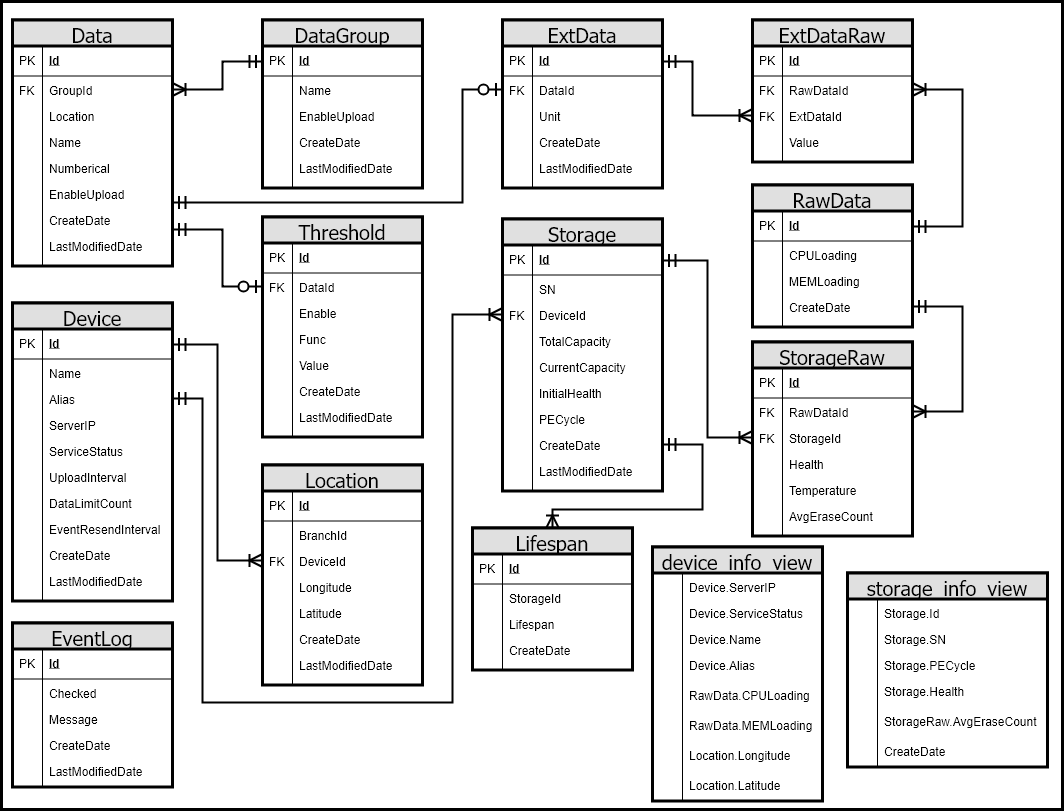 Data
PK Id
FK GroupId
Location
Name
Numberical
EnableUpload
CreateDate
LastModifiedDate
DataGroup
PK Id
Name
EnableUpload
CreateDate
LastModifiedDate
ExtData
PK Id
FK DataId
Unit
CreateDate
LastModifiedDate
ExtDataRaw
PK Id
FK RawDataId
FK ExtDataId
Value
RawData
PK Id
CPULoading
MEMLoading
CreateDate
Threshold
PK Id
FK DataId
Enable
Func
Value
CreateDate
LastModifiedDate
Storage
PK Id
SN
FK DeviceId
TotalCapacity
CurrentCapacity
InitialHealth
PECycle
CreateDate
LastModifiedDate
Device
PK Id
Name
Alias
ServerIP
ServiceStatus
UploadInterval
DataLimitCount
EventResendInterval
CreateDate
LastModifiedDate
StorageRaw
PK Id
FK RawDataId
FK StorageId
Health
Temperature
AvgEraseCount
Location
PK Id
BranchId
FK DeviceId
Longitude
Latitude
CreateDate
LastModifiedDate
Lifespan
PK Id
StorageId
Lifespan
CreateDate
device_info_view
Device.ServerIP
Device.ServiceStatus
Device.Name
Device.Alias
RawData.CPULoading
RawData.MEMLoading
Location.Longitude
Location.Latitude
storage_info_view
Storage.Id
Storage.SN
Storage.PECycle
Storage.Health
StorageRaw.AvgEraseCount
CreateDate
EventLog
PK Id
Checked
Message
CreateDate
LastModifiedDate